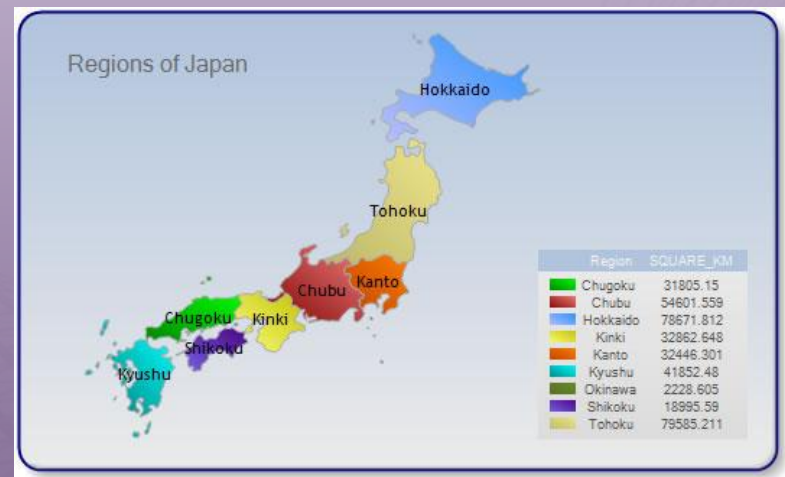 Regions of Japan
Hokkaido
Tohoku
Chubu
Kanto
Chugoku
Kinki
Shikoku
Kyushu
Region SQUARE_KM
Chugoku 31805.15
Chubu 54601.559
Hokkaido 78671.812
Kinki 32862.648
Kanto 32446.301
Kyushu 41852.48
Okinawa 2228.605
Shikoku 18995.59
Tohoku 79585.211